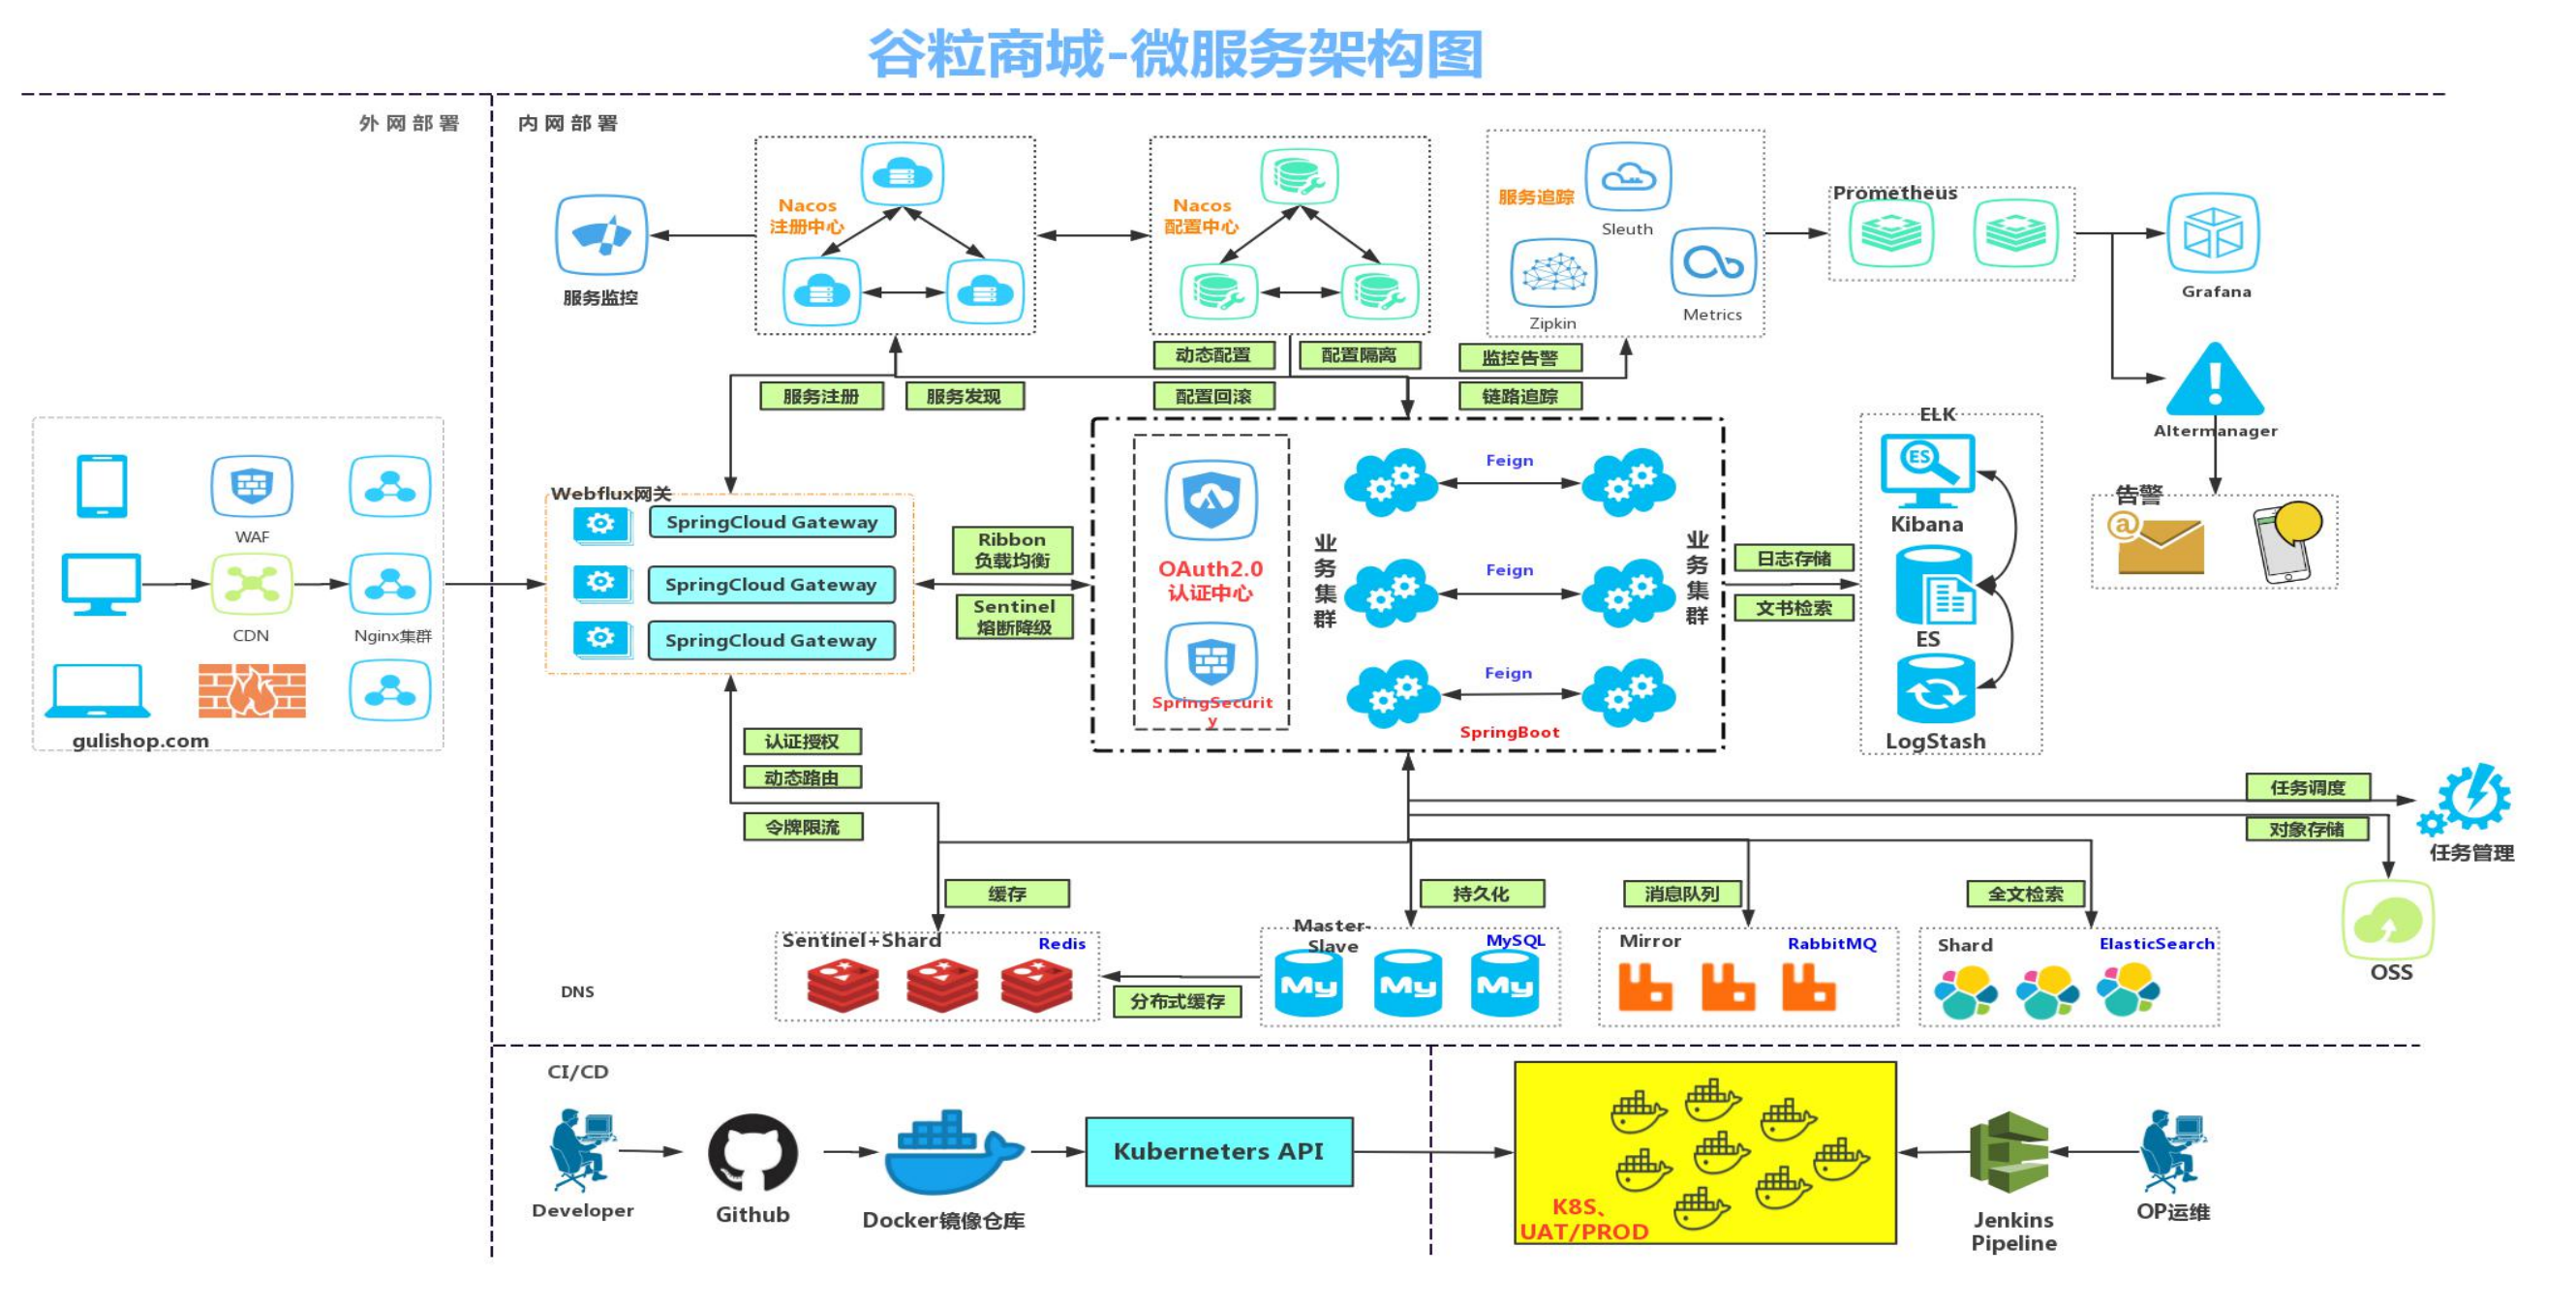 谷粒商城-微服务架构图
外网部署
内网部署
服务监控
Nacos
注册中心
Nacos
配置中心
服务追踪
Sleuth
Zipkin
Metrics
Prometheus
Grafana
动态配置
配置隔离
监控告警
服务注册
服务发现
配置回滚
链路追踪
Altermanager
告警
@
WAF
CDN
Nginx集群
gulishop.com
Webflux网关
SpringCloud Gateway
SpringCloud Gateway
SpringCloud Gateway
Ribbon
负载均衡
Sentinel
熔断降级
OAuth2.0
认证中心
SpringSecurit
y
业务集群
Feign
Feign
Feign
业务集群
SpringBoot
日志存储
文书检索
ELK
ES
Kibana
ES
LogStash
认证授权
动态路由
令牌限流
任务调度
对象存储
任务管理
OSS
缓存
持久化
消息队列
全文检索
Sentinel+Shard
Redis
分布式缓存
Master-
Slave
MySQL
My
My
My
Mirror
RabbitMQ
Shard
ElasticSearch
DNS
CI/CD
Developer
Github
Docker镜像仓库
Kuberneters API
K8S、
UAT/PROD
Jenkins
Pipeline
OP运维